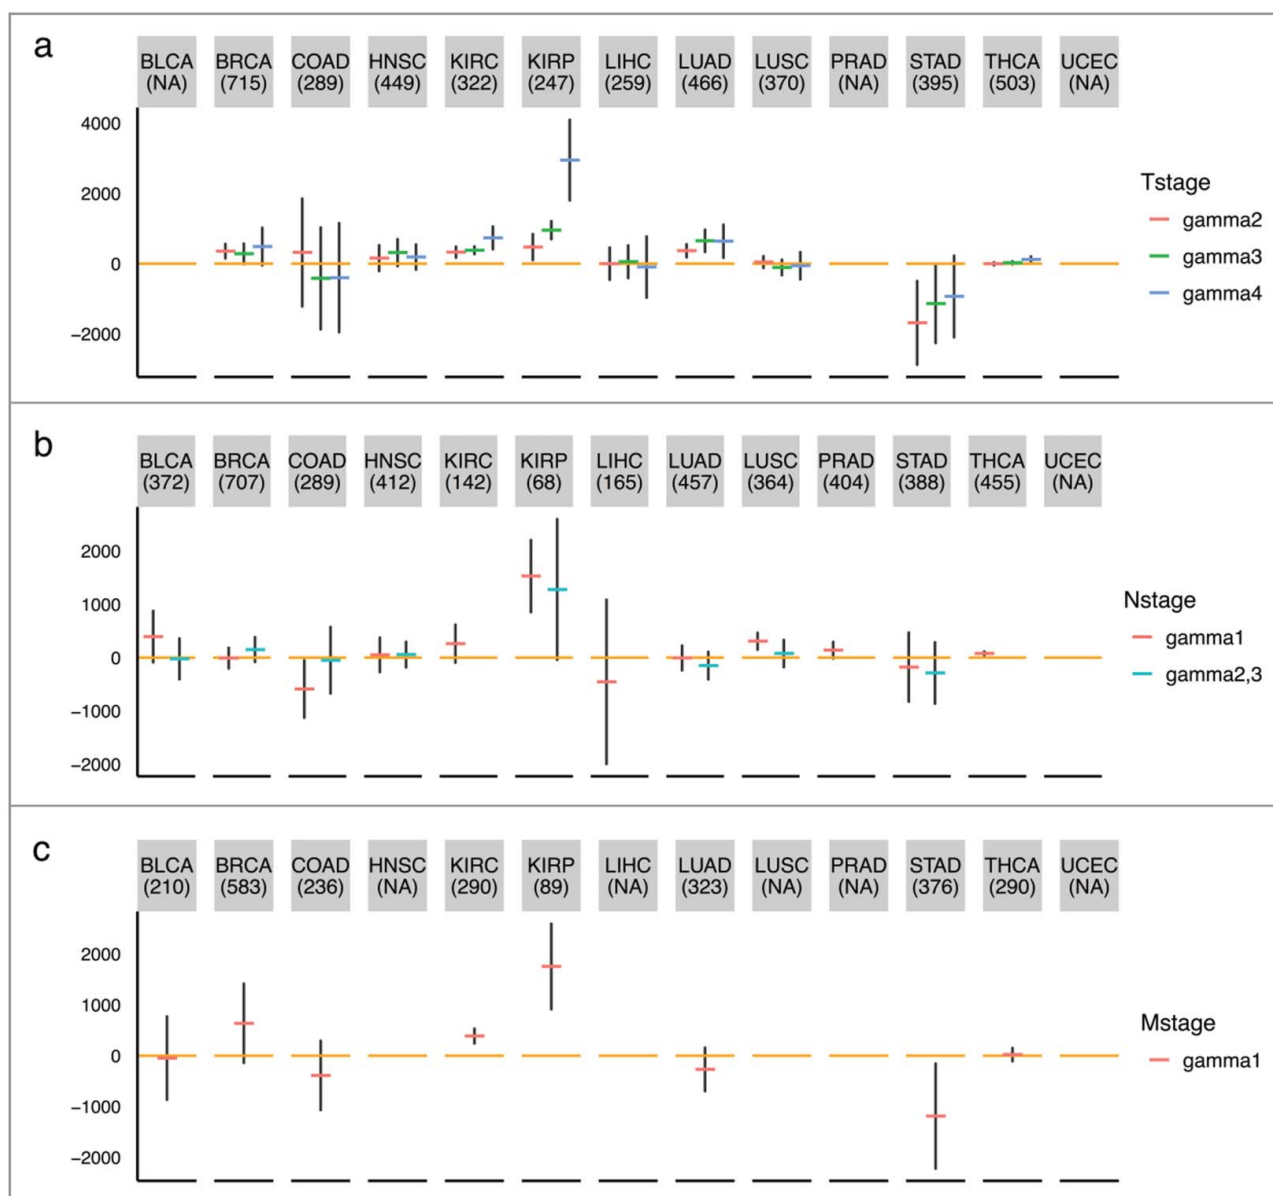 a
BLCA BRCA COAD HNSC KIRC KIRP LIHC LUAD LUSC PRAD STAD THCA UCEC
(NA) (715) (289) (449) (322) (247) (259) (466) (370) (NA) (395) (503) (NA)
4000
2000
0
−2000
Tstage
gamma2
gamma3
gamma4
b
BLCA BRCA COAD HNSC KIRC KIRP LIHC LUAD LUSC PRAD STAD THCA UCEC
(372) (707) (289) (412) (142) (68) (165) (457) (364) (404) (388) (455) (NA)
2000
1000
0
−1000
−2000
Nstage
gamma1
gamma2,3
c
BLCA BRCA COAD HNSC KIRC KIRP LIHC LUAD LUSC PRAD STAD THCA UCEC
(210) (583) (236) (NA) (290) (89) (NA) (323) (NA) (NA) (376) (290) (NA)
2000
1000
0
−1000
−2000
Mstage
gamma1